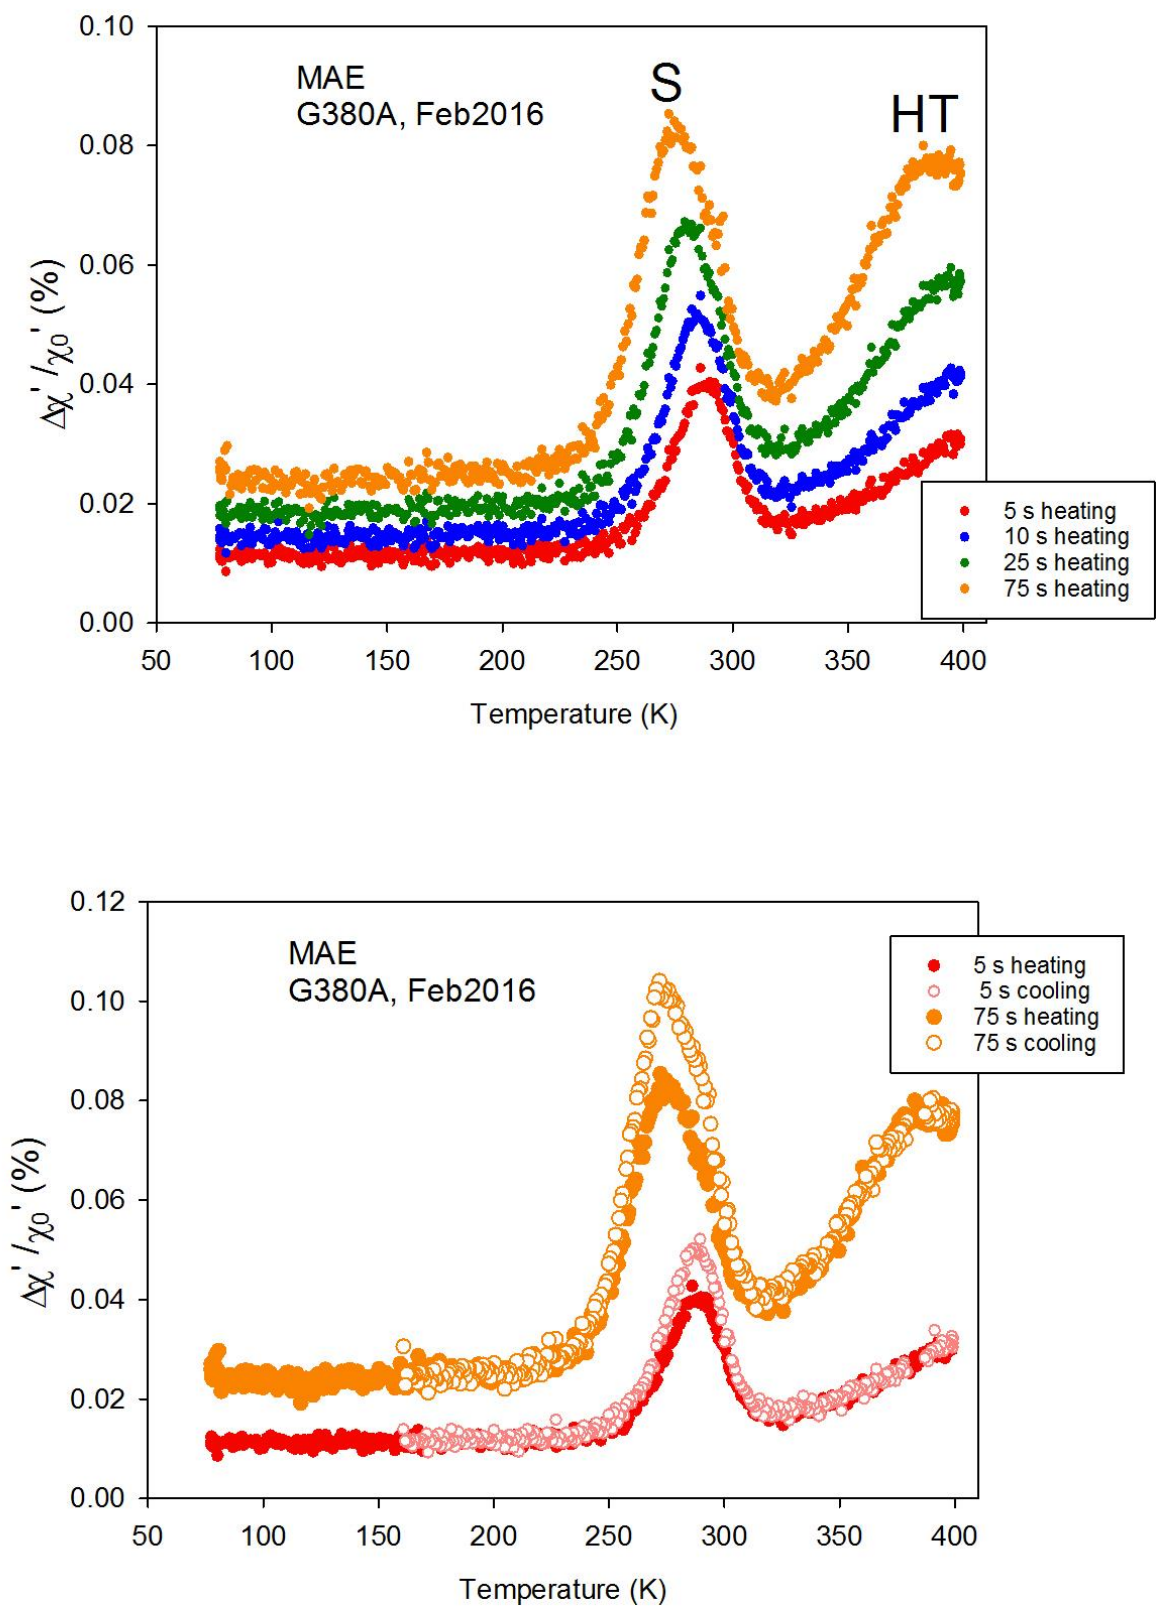 0.10
0.08
0.06
0.04
0.02
0.00
Δχ' /χ₀' (%)
MAE
G380A, Feb2016
S
HT
5 s heating
10 s heating
25 s heating
75 s heating
50 100 150 200 250 300 350 400
Temperature (K)
0.12
0.10
0.08
0.06
0.04
0.02
0.00
Δχ' /χ₀' (%)
MAE
G380A, Feb2016
5 s heating
5 s cooling
75 s heating
75 s cooling
50 100 150 200 250 300 350 400
Temperature (K)